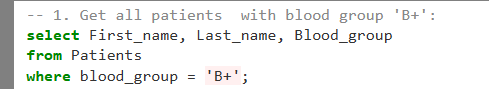 -- 1. Get all patients  with blood group 'B+':
select First_name, Last_name, Blood_group
from Patients
where blood_group = 'B+';